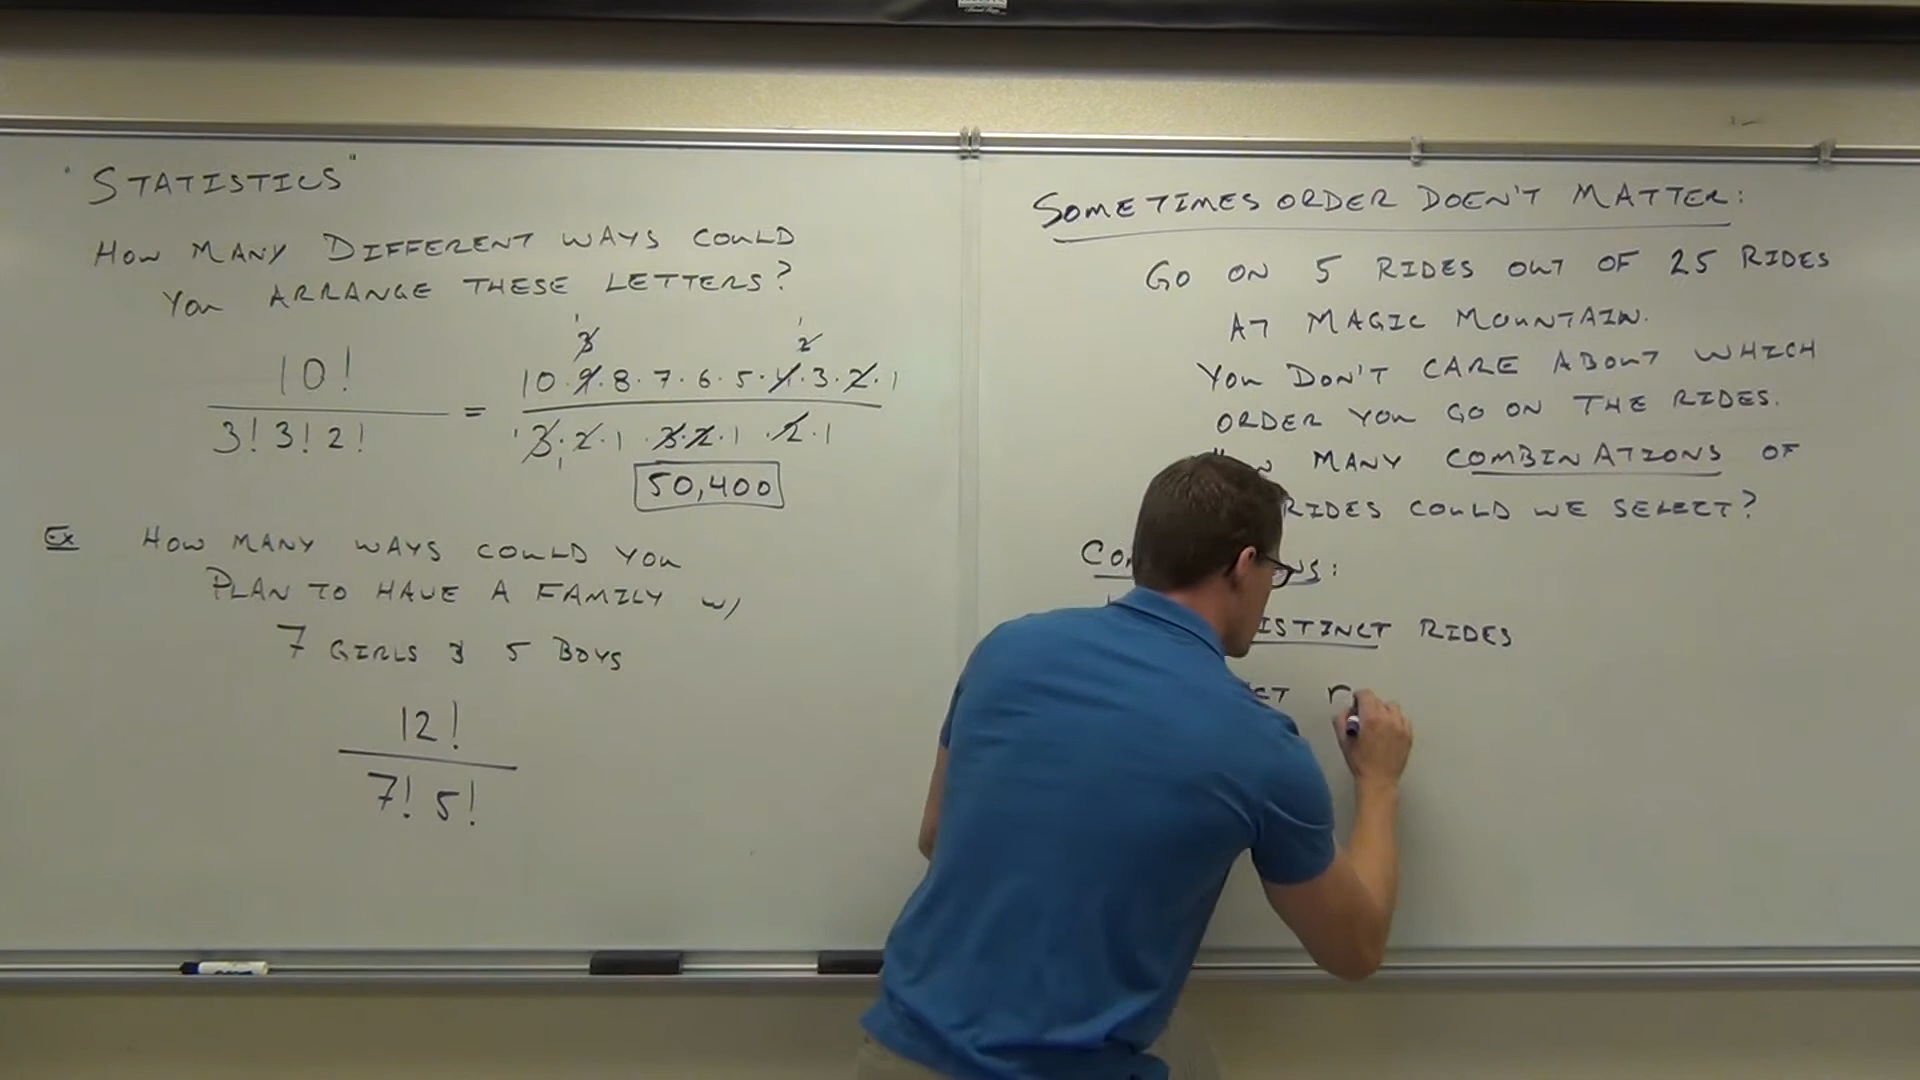 "STATISTICS"
HOW MANY DIFFERENT WAYS COULD
YOU ARRANGE THESE LETTERS?
10! / 3! 3! 2! = 10·9·8·7·6·5·4·3·2·1 / 3·2·1·3·2·1·2·1
50,400
Ex HOW MANY WAYS COULD YOU
PLAN TO HAVE A FAMILY W/
7 GIRLS & 5 BOYS
12!
7! 5!
SOMETIMES ORDER DOEN'T MATTER:
GO ON 5 RIDES OUT OF 25 RIDES
AT MAGIC MOUNTAIN.
YOU DON'T CARE ABOUT WHICH
ORDER YOU GO ON THE RIDES.
MANY COMBINATIONS OF
RIDES COULD WE SELECT?
RIDES
r